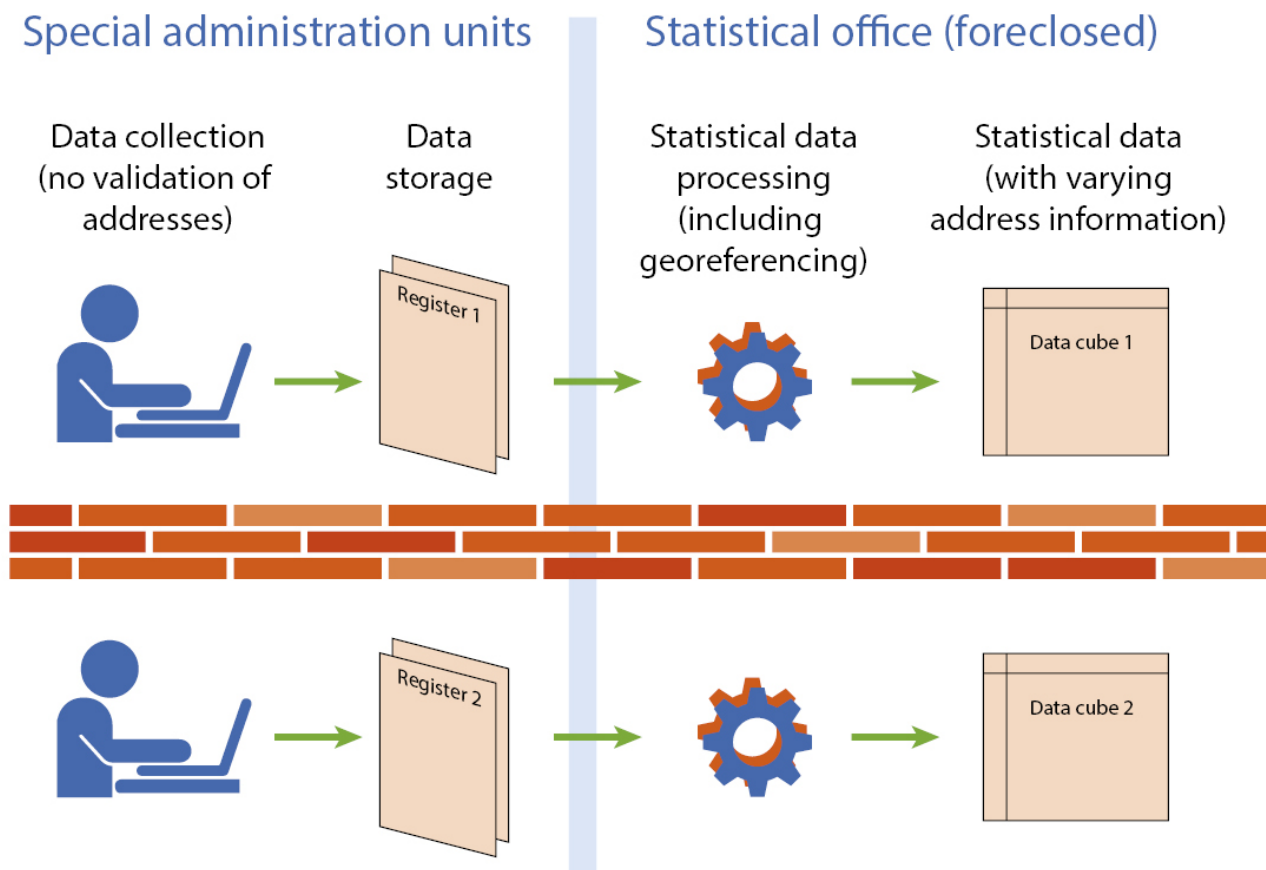 Special administration units
Statistical office (foreclosed)
Data collection
(no validation of
addresses)
Data
storage
Statistical data
processing
(including
georeferencing)
Statistical data
(with varying
address information)
Register 1
Data cube 1
Register 2
Data cube 2